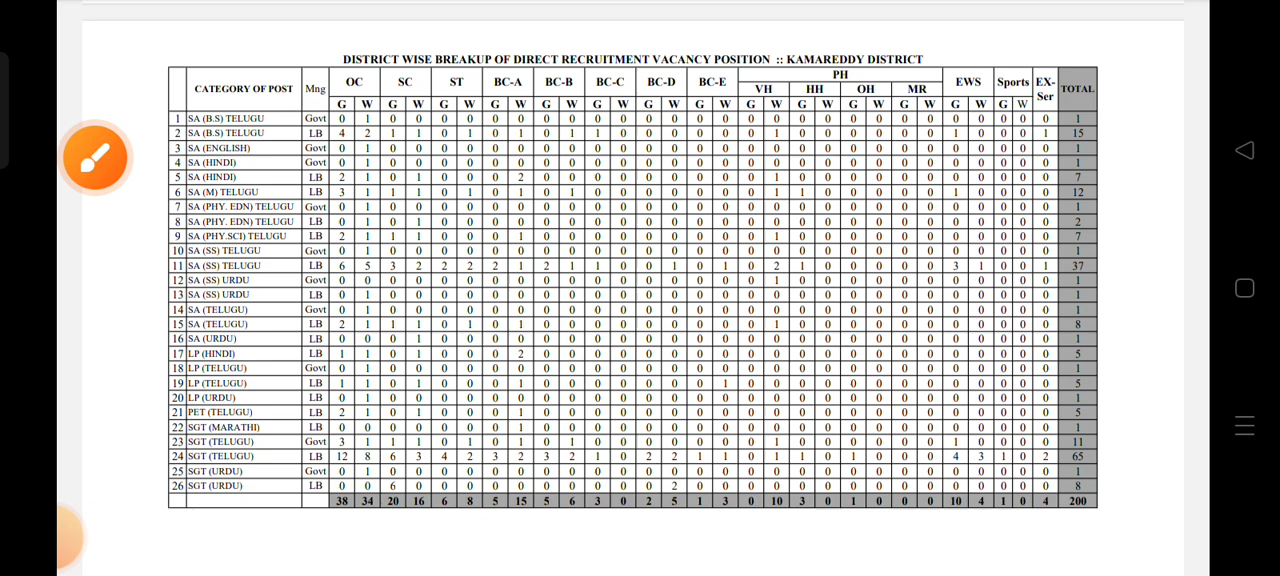 DISTRICT WISE BREAKUP OF DIRECT RECRUITMENT VACANCY POSITION :: KAMAREDDY DISTRICT
CATEGORY OF POST Mng OC SC ST BC-A BC-B BC-C BC-D BC-E PH EWS Sports EX-Ser TOTAL
VH HH OH MR
G W G W G W G W G W G W G W G W G W G W G W G W G W G W
1 SA (B.S) TELUGU Govt 0 1 0 0 0 0 0 0 0 0 0 0 0 0 0 0 0 0 0 0 0 0 0 0 0 0 0 0 0 1
2 SA (B.S) TELUGU LB 4 2 1 1 0 1 0 1 0 1 1 0 0 0 0 0 0 1 0 0 0 0 0 0 1 0 0 0 1 15
3 SA (ENGLISH) Govt 0 1 0 0 0 0 0 0 0 0 0 0 0 0 0 0 0 0 0 0 0 0 0 0 0 0 0 0 0 1
4 SA (HINDI) Govt 0 1 0 0 0 0 0 0 0 0 0 0 0 0 0 0 0 0 0 0 0 0 0 0 0 0 0 0 0 1
5 SA (HINDI) LB 2 1 0 1 0 0 0 2 0 0 0 0 0 0 0 0 0 1 0 0 0 0 0 0 0 0 0 0 0 7
6 SA (M) TELUGU LB 3 1 1 1 0 1 0 1 0 1 0 0 0 0 0 0 0 1 1 0 0 0 0 0 1 0 0 0 0 12
7 SA (PHY. EDN) TELUGU Govt 0 1 0 0 0 0 0 0 0 0 0 0 0 0 0 0 0 0 0 0 0 0 0 0 0 0 0 0 0 1
8 SA (PHY. EDN) TELUGU LB 0 1 0 1 0 0 0 0 0 0 0 0 0 0 0 0 0 0 0 0 0 0 0 0 0 0 0 0 0 2
9 SA (PHY.SCI) TELUGU LB 2 1 1 1 0 0 0 1 0 0 0 0 0 0 0 0 0 1 0 0 0 0 0 0 0 0 0 0 0 7
10 SA (SS) TELUGU Govt 0 1 0 0 0 0 0 0 0 0 0 0 0 0 0 0 0 0 0 0 0 0 0 0 0 0 0 0 0 1
11 SA (SS) TELUGU LB 6 5 3 2 2 2 2 1 2 1 1 0 0 1 0 1 0 2 1 0 0 0 0 0 3 1 0 0 1 37
12 SA (SS) URDU Govt 0 0 0 0 0 0 0 0 0 0 0 0 0 0 0 0 0 1 0 0 0 0 0 0 0 0 0 0 0 1
13 SA (SS) URDU LB 0 1 0 0 0 0 0 0 0 0 0 0 0 0 0 0 0 0 0 0 0 0 0 0 0 0 0 0 0 1
14 SA (TELUGU) Govt 0 1 0 0 0 0 0 0 0 0 0 0 0 0 0 0 0 0 0 0 0 0 0 0 0 0 0 0 0 1
15 SA (TELUGU) LB 2 1 1 1 0 1 0 1 0 0 0 0 0 0 0 0 0 1 0 0 0 0 0 0 0 0 0 0 0 8
16 SA (URDU) LB 0 0 0 1 0 0 0 0 0 0 0 0 0 0 0 0 0 0 0 0 0 0 0 0 0 0 0 0 0 1
17 LP (HINDI) LB 1 1 0 1 0 0 0 2 0 0 0 0 0 0 0 0 0 0 0 0 0 0 0 0 0 0 0 0 0 5
18 LP (TELUGU) Govt 0 1 0 0 0 0 0 0 0 0 0 0 0 0 0 0 0 0 0 0 0 0 0 0 0 0 0 0 0 1
19 LP (TELUGU) LB 1 1 0 1 0 0 0 1 0 0 0 0 0 0 0 1 0 0 0 0 0 0 0 0 0 0 0 0 0 5
20 LP (URDU) LB 0 1 0 0 0 0 0 0 0 0 0 0 0 0 0 0 0 0 0 0 0 0 0 0 0 0 0 0 0 1
21 PET (TELUGU) LB 2 1 0 1 0 0 0 1 0 0 0 0 0 0 0 0 0 0 0 0 0 0 0 0 0 0 0 0 0 5
22 SGT (MARATHI) LB 0 0 0 0 0 0 0 1 0 0 0 0 0 0 0 0 0 0 0 0 0 0 0 0 0 0 0 0 0 1
23 SGT (TELUGU) Govt 3 1 1 1 0 1 0 1 0 1 0 0 0 0 0 0 0 1 0 0 0 0 0 0 1 0 0 0 0 11
24 SGT (TELUGU) LB 12 8 6 3 4 2 3 2 3 2 1 0 2 2 1 1 0 1 1 0 1 0 0 0 4 3 1 0 2 65
25 SGT (URDU) Govt 0 1 0 0 0 0 0 0 0 0 0 0 0 0 0 0 0 0 0 0 0 0 0 0 0 0 0 0 0 1
26 SGT (URDU) LB 0 0 6 0 0 0 0 0 0 0 0 0 0 2 0 0 0 0 0 0 0 0 0 0 0 0 0 0 0 8
38 34 20 16 6 8 5 15 5 6 3 0 2 5 1 3 0 10 3 0 1 0 0 0 10 4 1 0 4 200